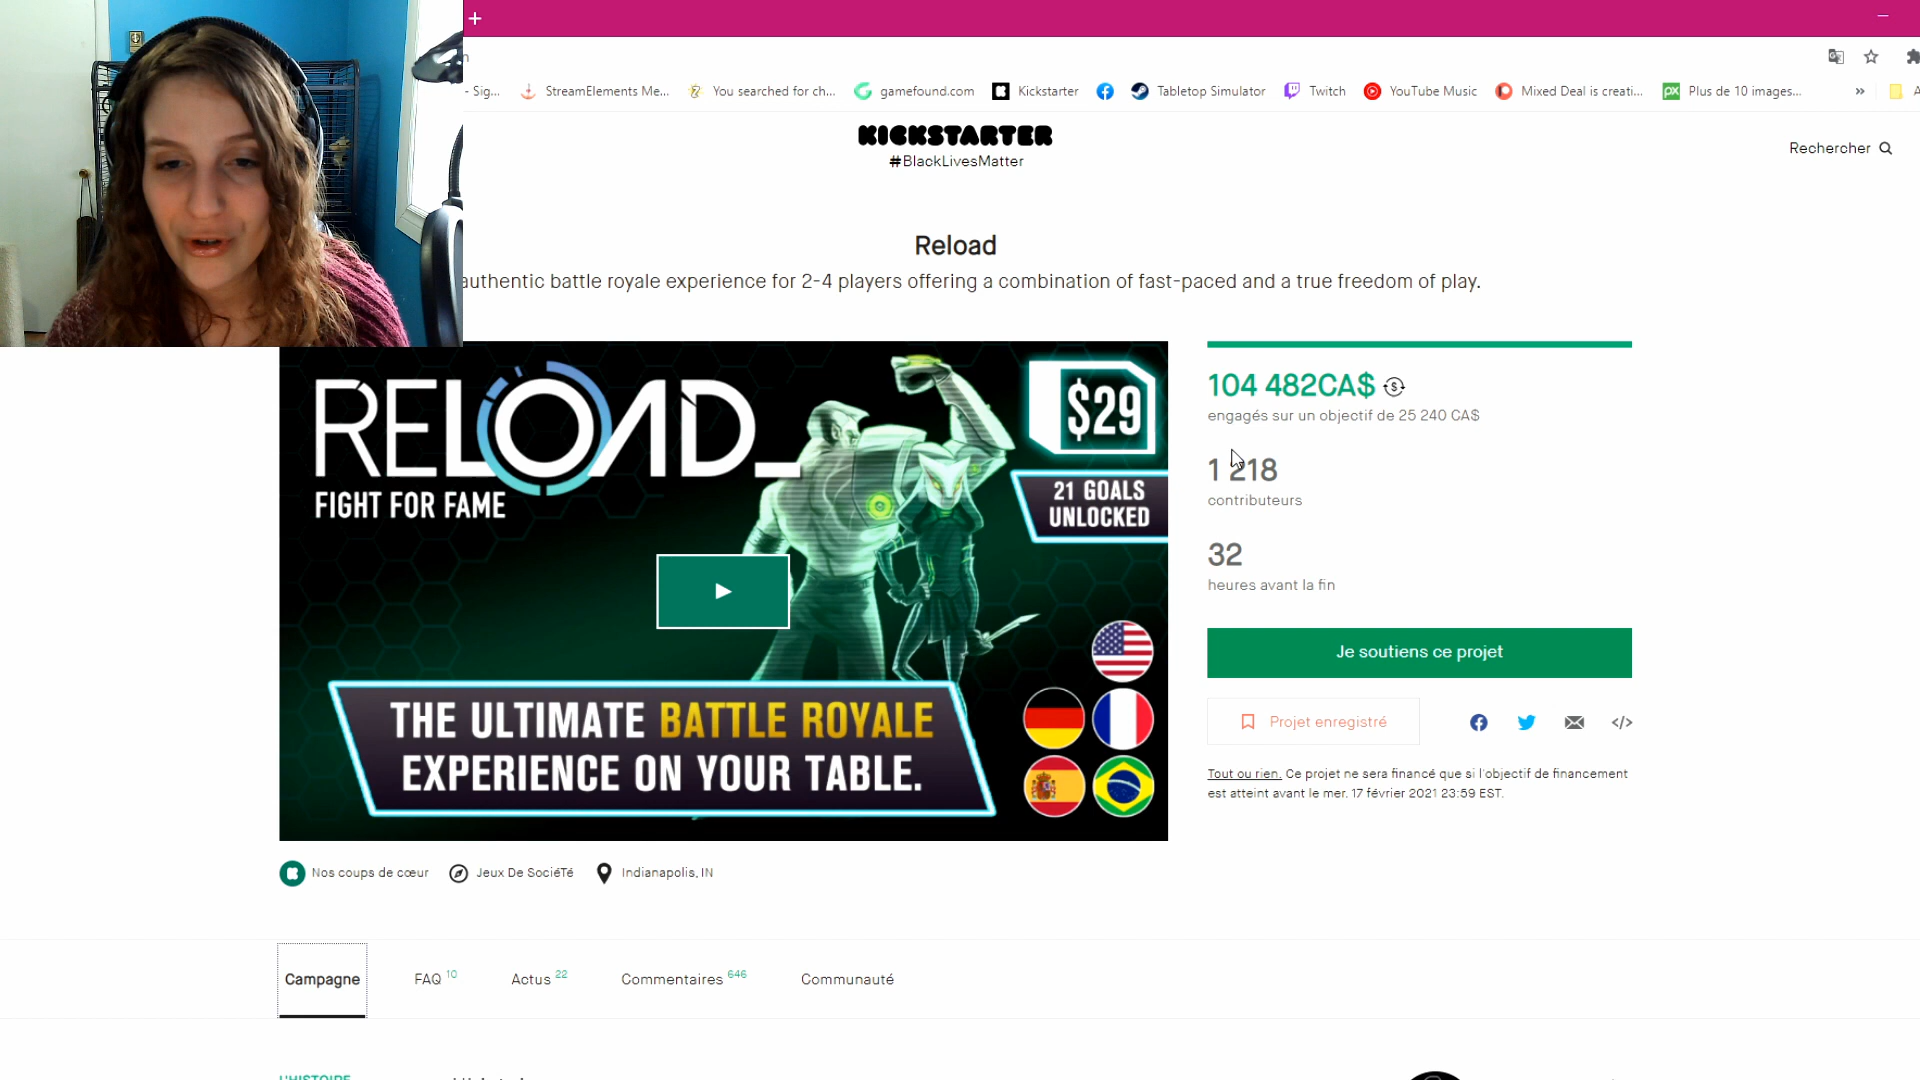 - Sig...
StreamElements Me...
You searched for ch...
gamefound.com
Kickstarter
Tabletop Simulator
Twitch
YouTube Music
Mixed Deal is creati...
Plus de 10 images...
»
KICKSTARTER
#BlackLivesMatter
Rechercher
Reload
authentic battle royale experience for 2-4 players offering a combination of fast-paced and a true freedom of play.
RELOAD_
FIGHT FOR FAME
$29
21 GOALS
UNLOCKED
THE ULTIMATE BATTLE ROYALE
EXPERIENCE ON YOUR TABLE.
104 482CA$
engagés sur un objectif de 25 240 CA$
1 218
contributeurs
32
heures avant la fin
Je soutiens ce projet
Projet enregistré
</>
Tout ou rien. Ce projet ne sera financé que si l'objectif de financement
est atteint avant le mer. 17 février 2021 23:59 EST.
Nos coups de cœur
Jeux De SociéTé
Indianapolis, IN
Campagne
FAQ 10
Actus 22
Commentaires 646
Communauté
L'HISTOIRE